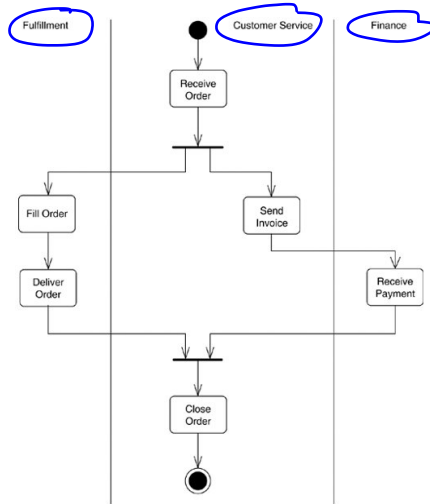 Fulfillment
Customer Service
Finance
Receive
Order
Fill Order
Send
Invoice
Deliver
Order
Receive
Payment
Close
Order